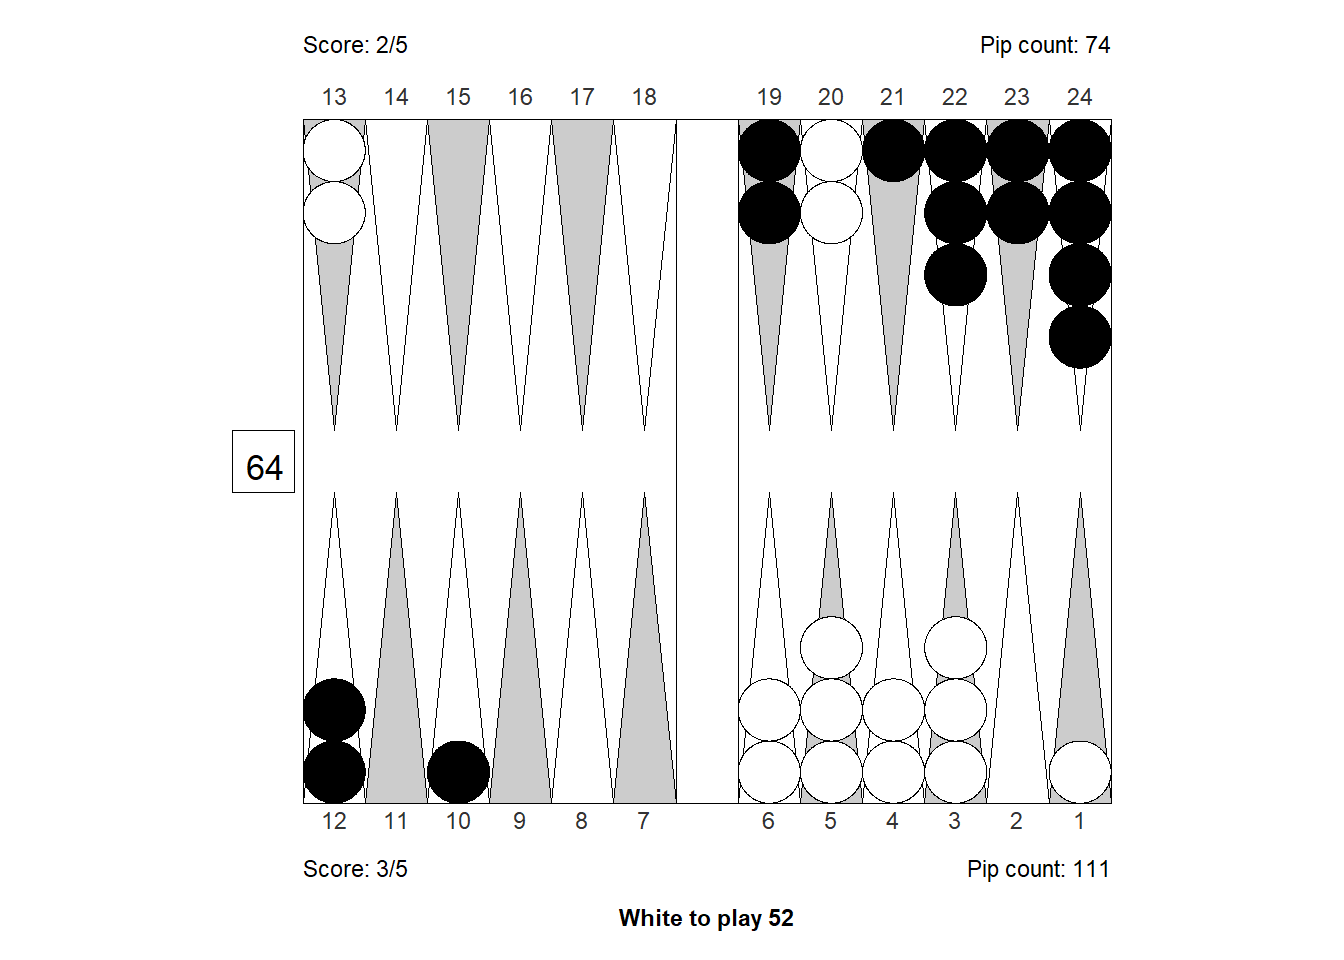 Score: 2/5 Pip count: 74
13 14 15 16 17 18 19 20 21 22 23 24
64
12 11 10 9 8 7 6 5 4 3 2 1
Score: 3/5 Pip count: 111
White to play 52